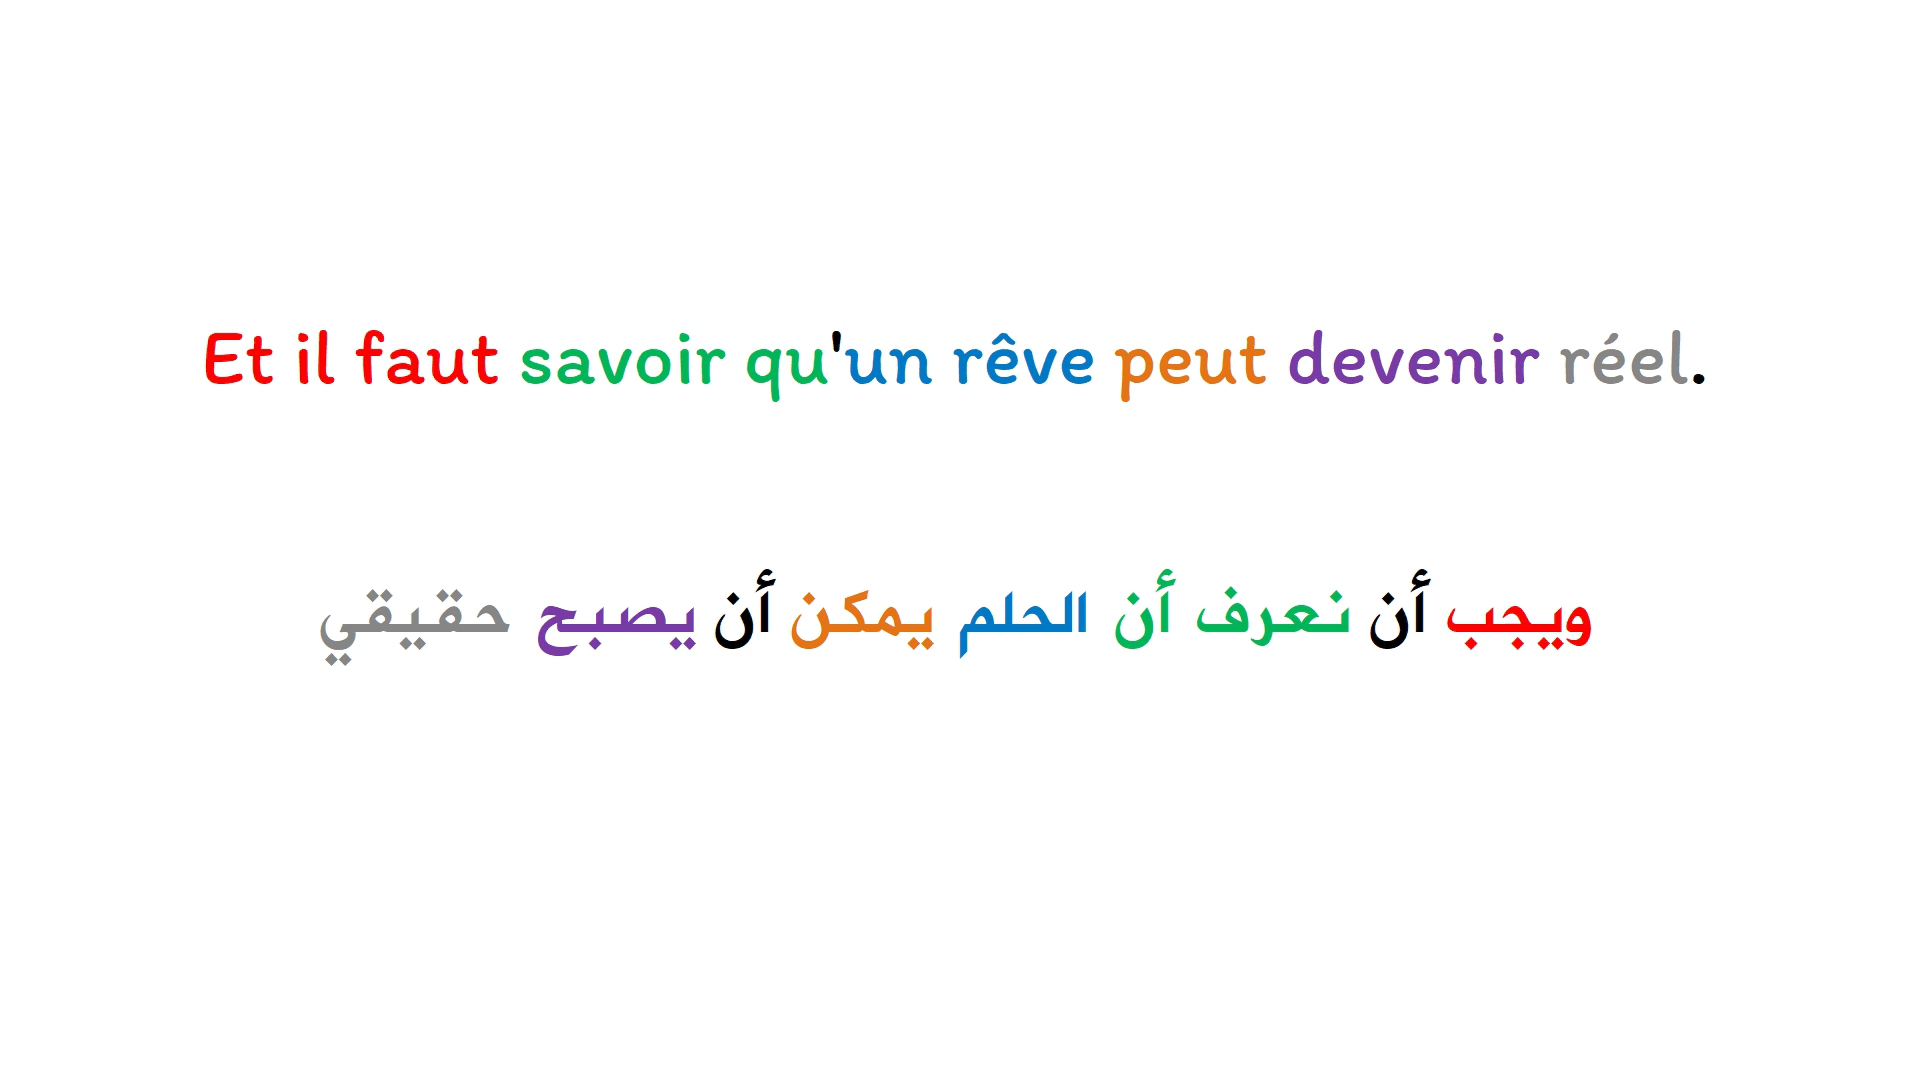 Et il faut savoir qu'un rêve peut devenir réel.
ويجب أن نعرف أن الحلم يمكن أن يصبح حقيقي